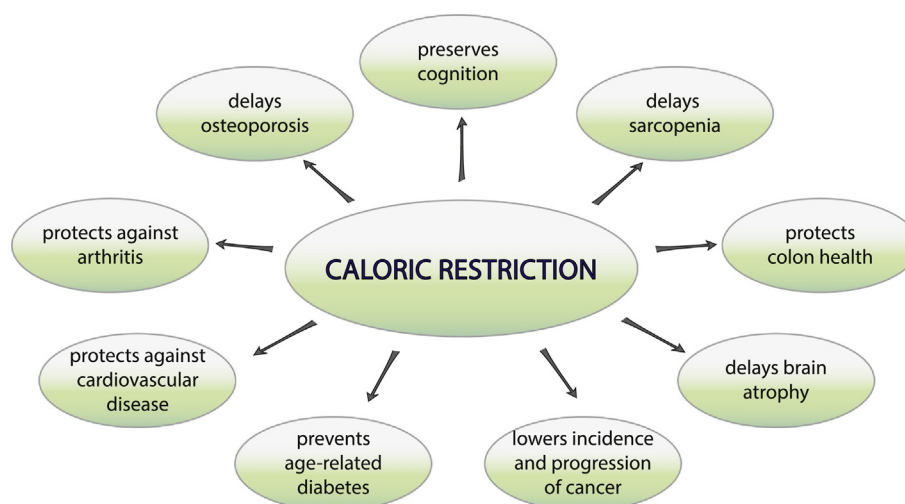 preserves
cognition
delays
osteoporosis
delays
sarcopenia
protects against
arthritis
CALORIC RESTRICTION
protects
colon health
protects against
cardiovascular
disease
delays brain
atrophy
prevents
age-related
diabetes
lowers incidence
and progression
of cancer